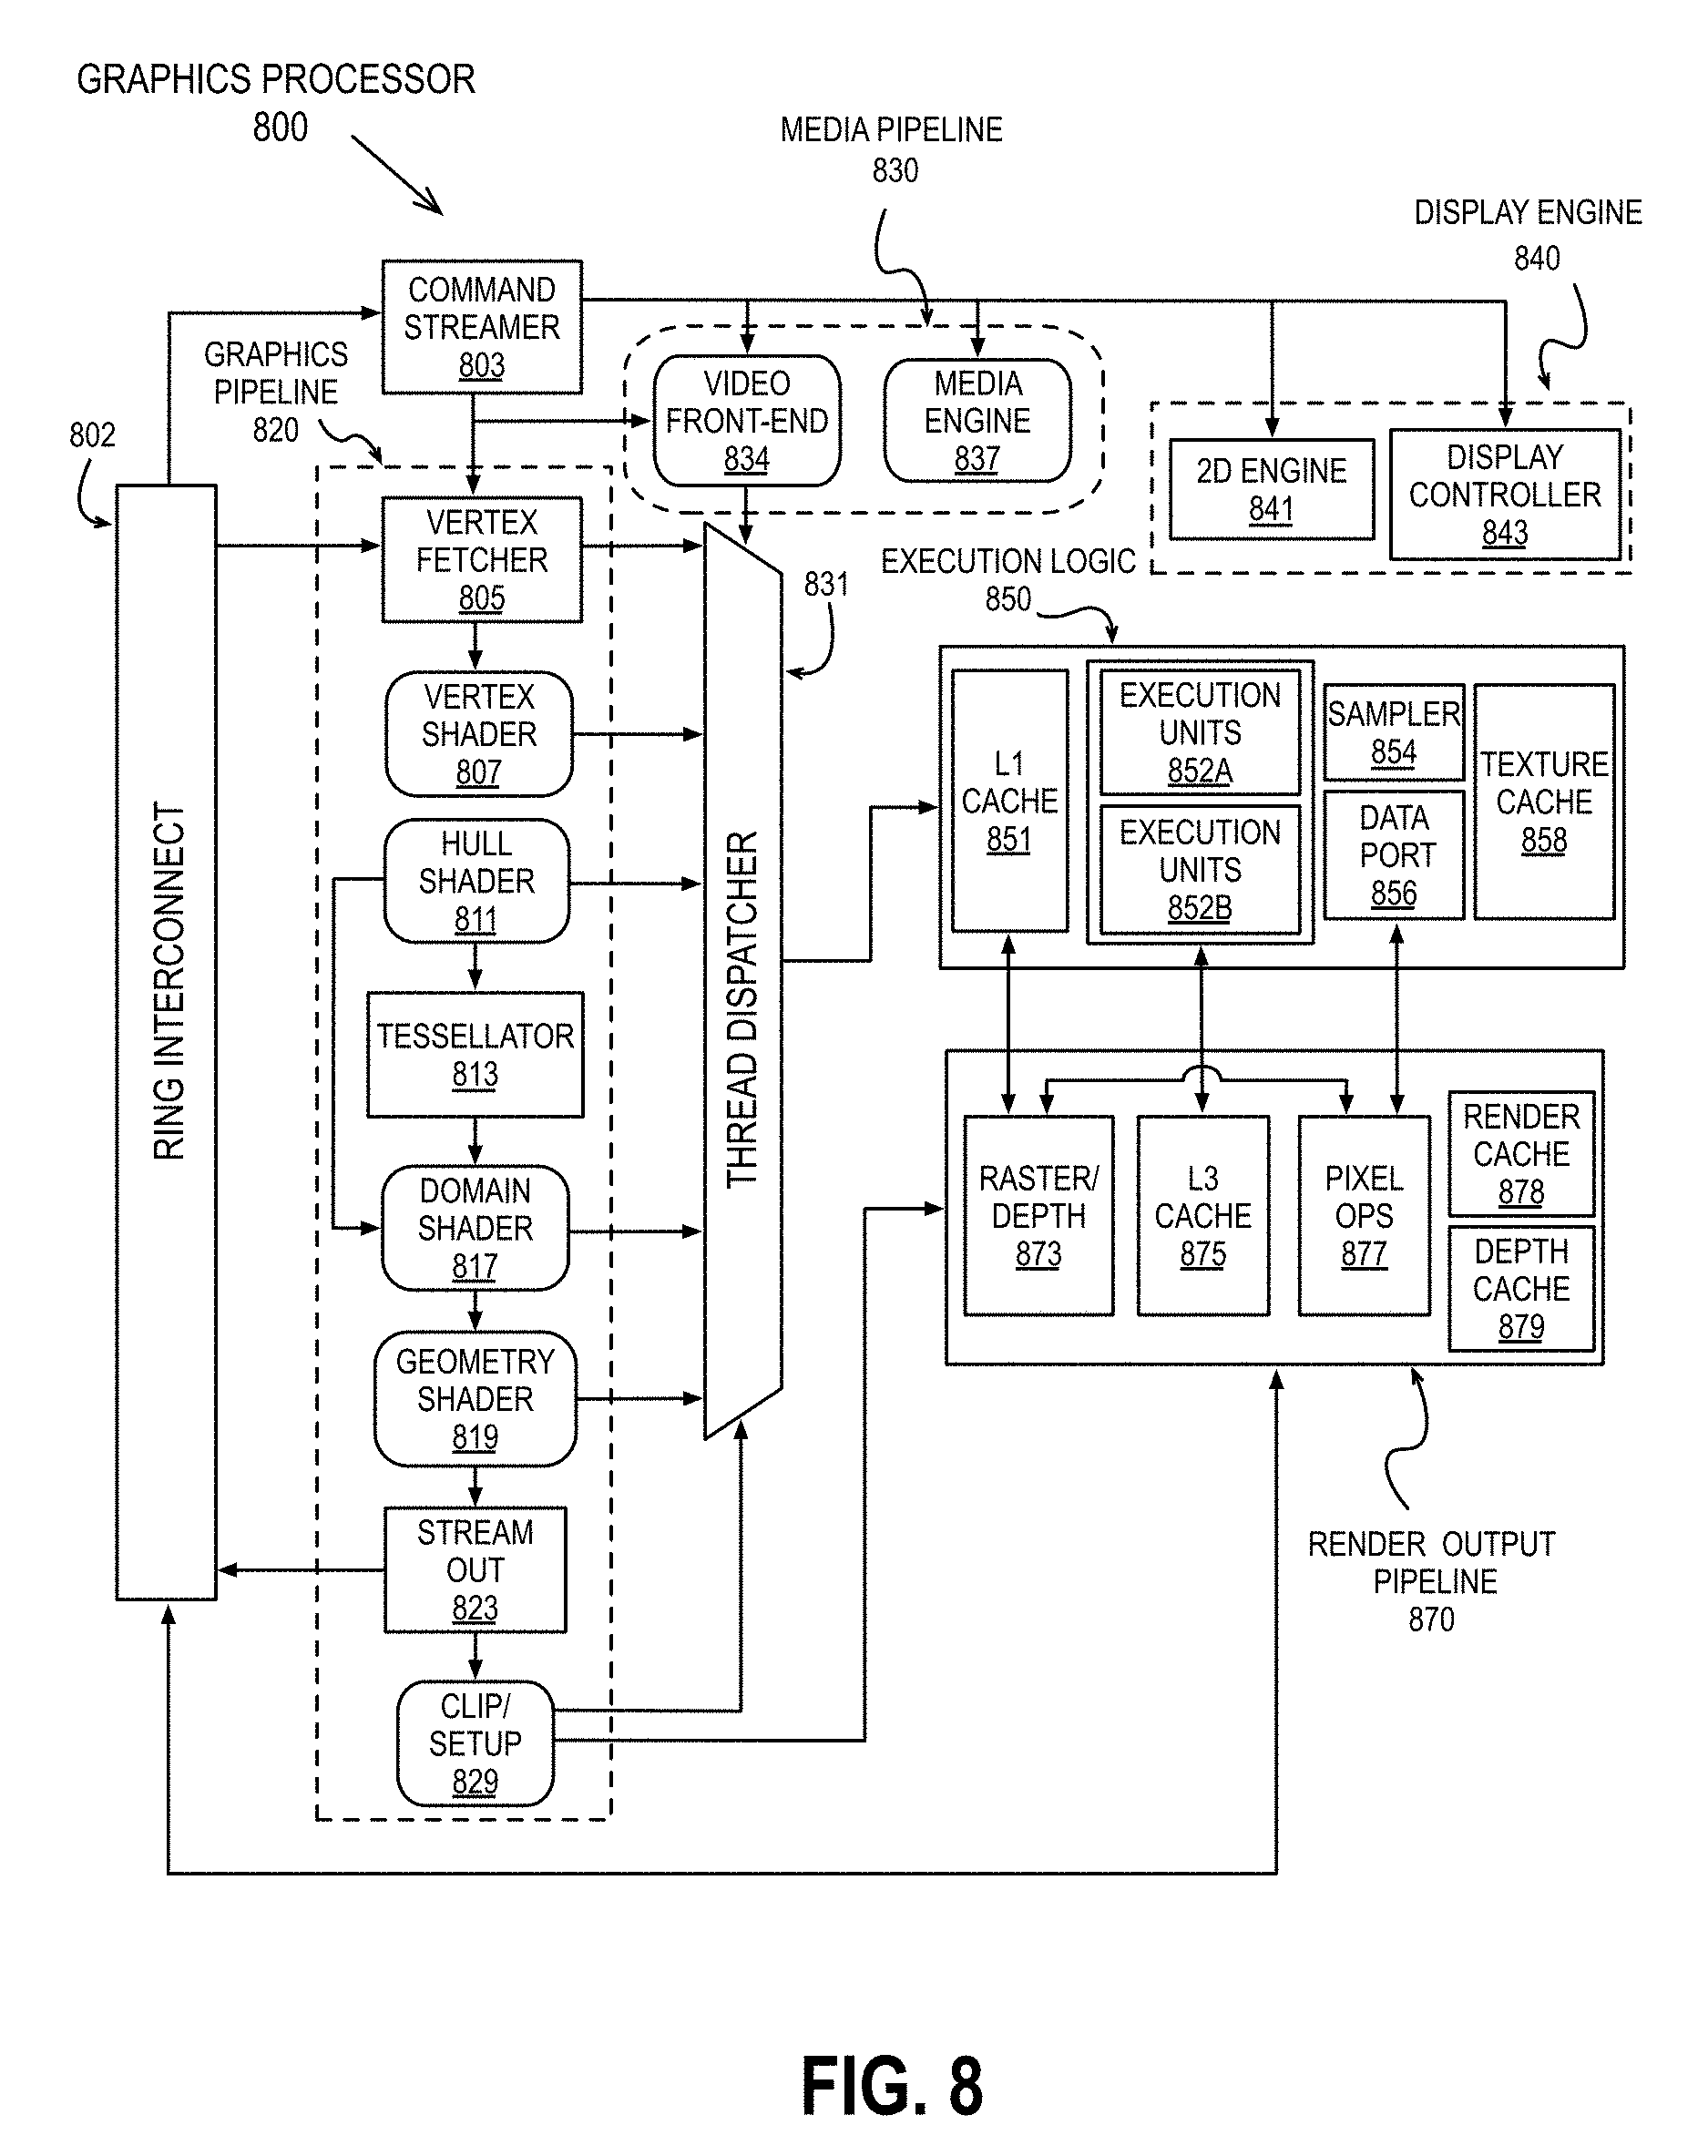 GRAPHICS PROCESSOR
800
MEDIA PIPELINE
830
DISPLAY ENGINE
840
COMMAND
STREAMER
803
GRAPHICS
PIPELINE
820
802
VIDEO
FRONT-END
834
MEDIA
ENGINE
837
2D ENGINE
841
DISPLAY
CONTROLLER
843
RING INTERCONNECT
VERTEX
FETCHER
805
VERTEX
SHADER
807
HULL
SHADER
811
TESSELLATOR
813
DOMAIN
SHADER
817
GEOMETRY
SHADER
819
STREAM
OUT
823
CLIP/
SETUP
829
THREAD DISPATCHER
831
EXECUTION LOGIC
850
L1
CACHE
851
EXECUTION
UNITS
852A
EXECUTION
UNITS
852B
SAMPLER
854
DATA
PORT
856
TEXTURE
CACHE
858
RASTER/
DEPTH
873
L3
CACHE
875
PIXEL
OPS
877
RENDER
CACHE
878
DEPTH
CACHE
879
RENDER OUTPUT
PIPELINE
870
FIG. 8